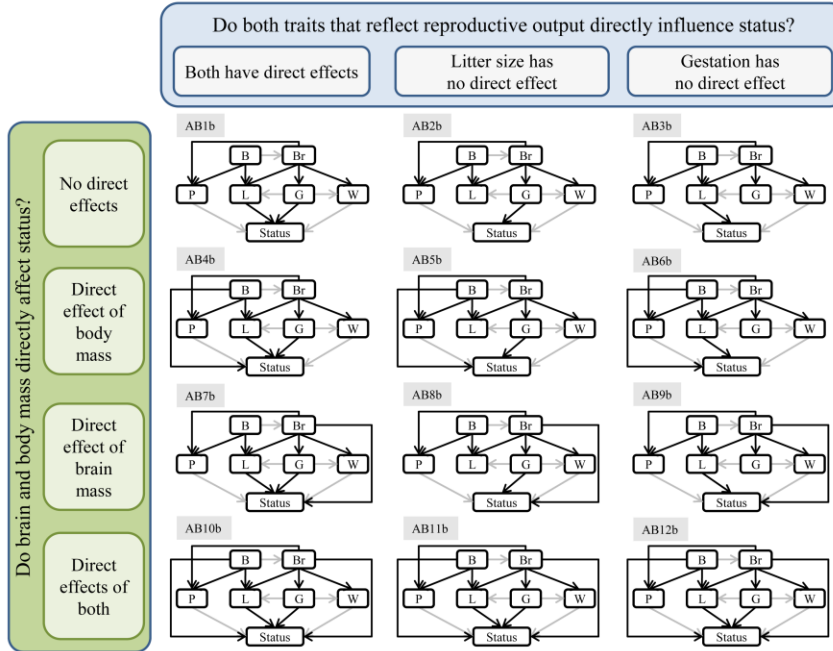 Do both traits that reflect reproductive output directly influence status?
Both have direct effects
Litter size has
no direct effect
Gestation has
no direct effect
Do brain and body mass directly affect status?
No direct
effects
AB1b
B Br
P L G W
Status
AB2b
B Br
P L G W
Status
AB3b
B Br
P L G W
Status
Direct
effect of
body
mass
AB4b
B Br
P L G W
Status
AB5b
B Br
P L G W
Status
AB6b
B Br
P L G W
Status
Direct
effect of
brain
mass
AB7b
B Br
P L G W
Status
AB8b
B Br
P L G W
Status
AB9b
B Br
P L G W
Status
Direct
effects of
both
AB10b
B Br
P L G W
Status
AB11b
B Br
P L G W
Status
AB12b
B Br
P L G W
Status